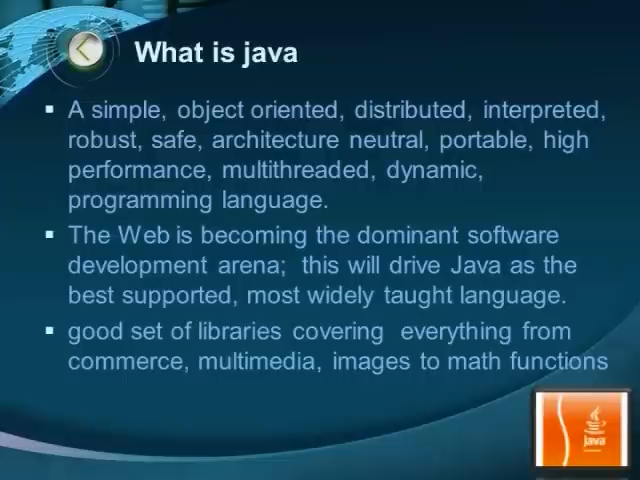 What is java
▪ A simple, object oriented, distributed, interpreted,
robust, safe, architecture neutral, portable, high
performance, multithreaded, dynamic,
programming language.
▪ The Web is becoming the dominant software
development arena;  this will drive Java as the
best supported, most widely taught language.
▪ good set of libraries covering  everything from
commerce, multimedia, images to math functions
java